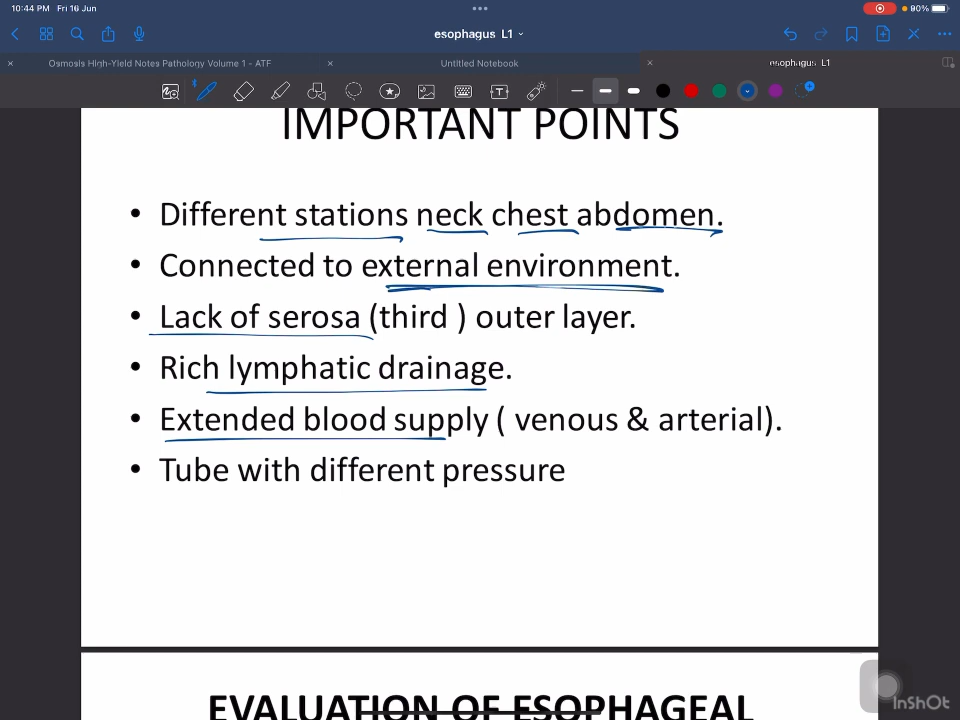 10:44 PM Fri 16 Jun
90%
esophagus L1
Osmosis High-Yield Notes Pathology Volume 1 - ATF
Untitled Notebook
esophagus L1
IMPORTANT POINTS
• Different stations neck chest abdomen.
• Connected to external environment.
• Lack of serosa (third ) outer layer.
• Rich lymphatic drainage.
• Extended blood supply ( venous & arterial).
• Tube with different pressure
EVALUATION OF ESOPHAGEAL
InShOt